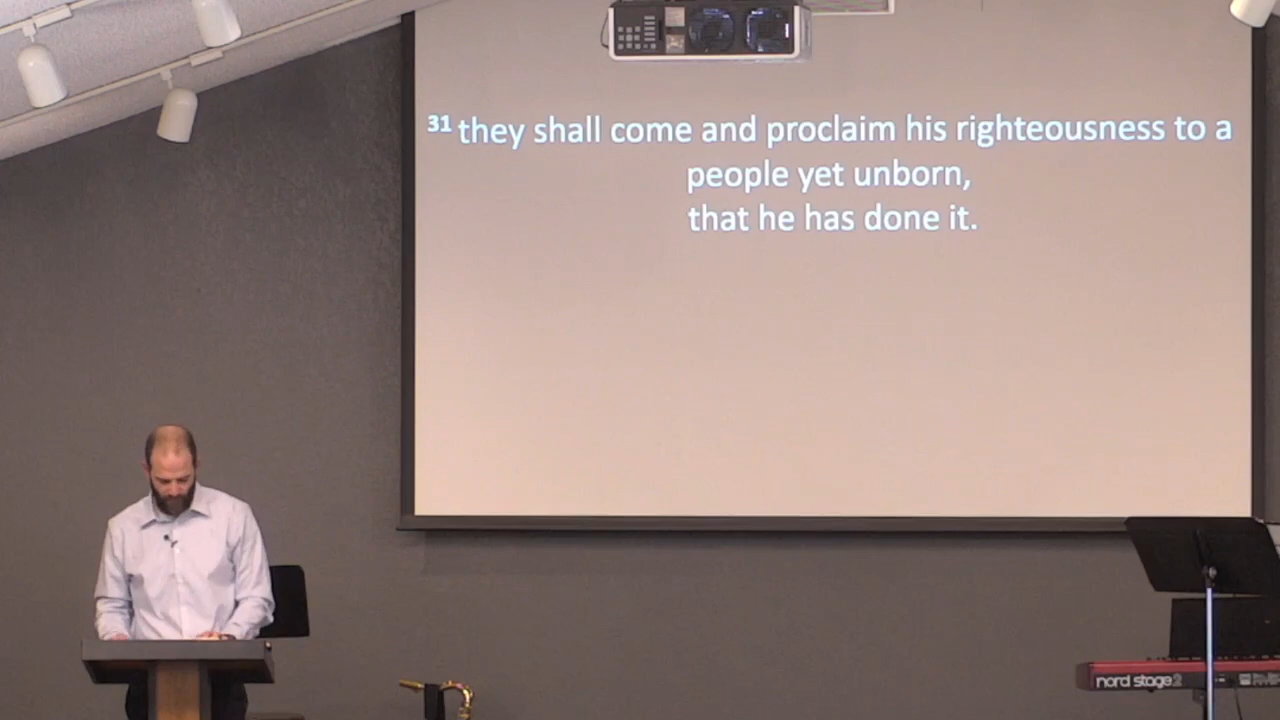 31 they shall come and proclaim his righteousness to a
people yet unborn,
that he has done it.
nord stage 2